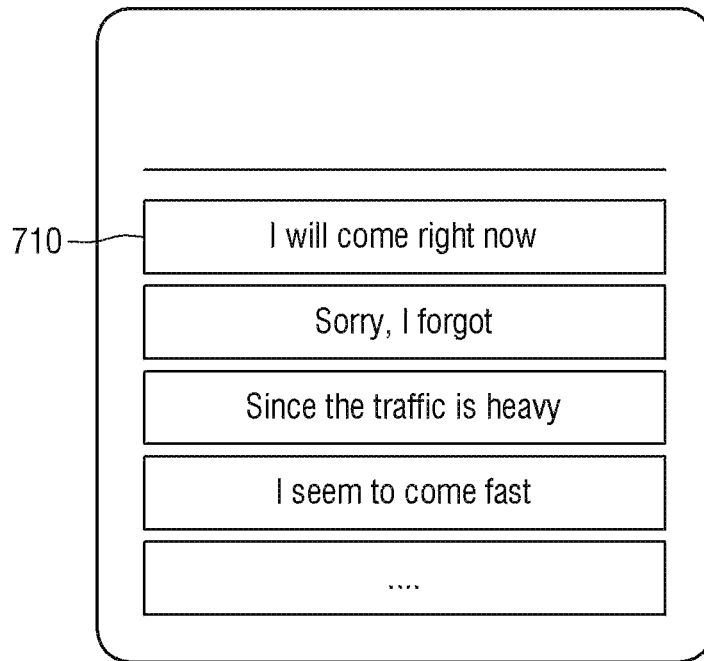 710
I will come right now
Sorry, I forgot
Since the traffic is heavy
I seem to come fast
....